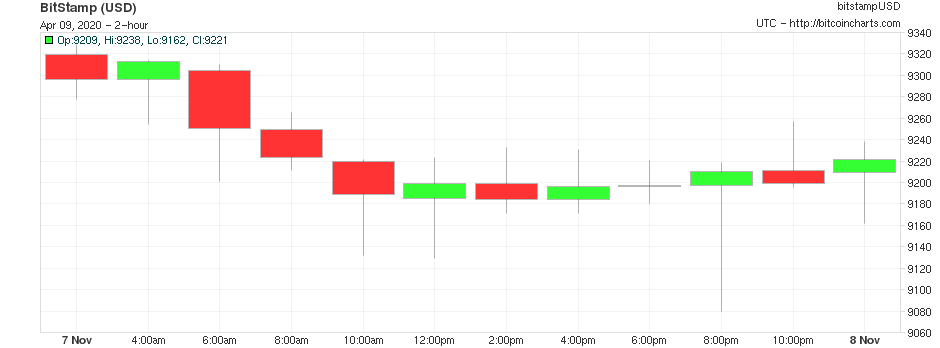 BitStamp (USD)
bitstampUSD
Apr 09, 2020 - 2-hour
UTC - http://bitcoincharts.com
Op:9209, Hi:9238, Lo:9162, Cl:9221
9340
9320
9300
9280
9260
9240
9220
9200
9180
9160
9140
9120
9100
9080
9060
7 Nov 4:00am 6:00am 8:00am 10:00am 12:00pm 2:00pm 4:00pm 6:00pm 8:00pm 10:00pm 8 Nov